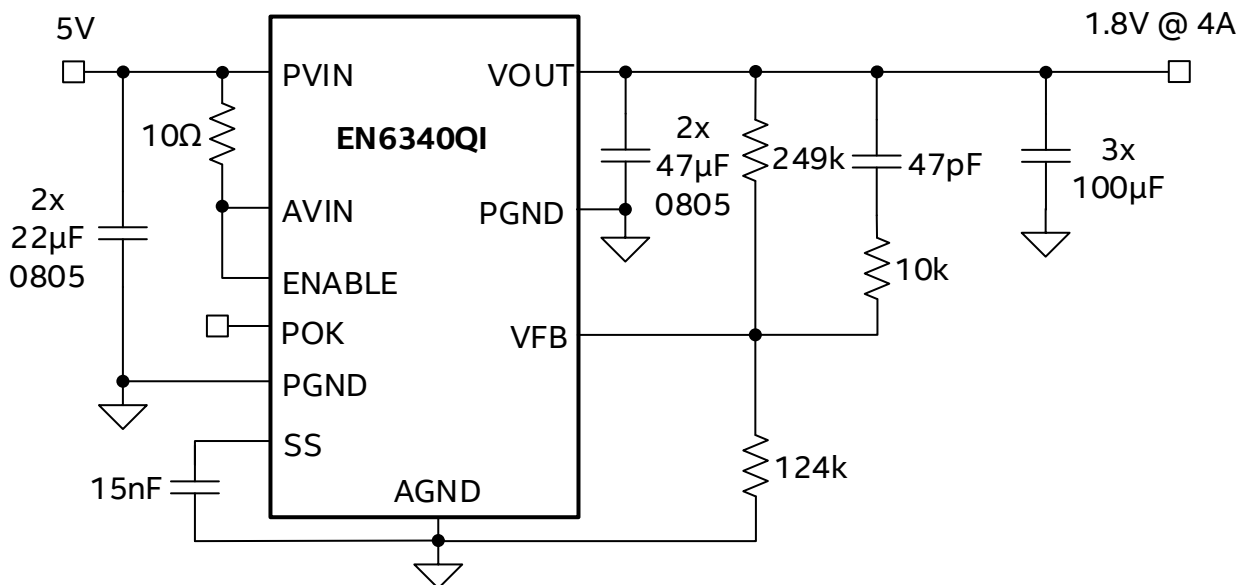 5V
1.8V @ 4A
PVIN
VOUT
10Ω
EN6340QI
2x
47µF
0805
249k
47pF
3x
100µF
2x
22µF
0805
AVIN
PGND
ENABLE
10k
POK
VFB
PGND
SS
15nF
AGND
124k